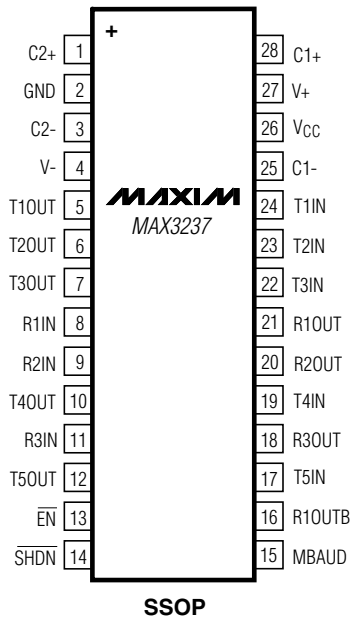 +
C2+ 1 28 C1+
GND 2 27 V+
C2- 3 26 VCC
V- 4 25 C1-
MAXIM
T1OUT 5 24 T1IN
MAX3237
T2OUT 6 23 T2IN
T3OUT 7 22 T3IN
R1IN 8 21 R1OUT
R2IN 9 20 R2OUT
T4OUT 10 19 T4IN
R3IN 11 18 R3OUT
T5OUT 12 17 T5IN
E̅N̅ 13 16 R1OUTB
S̅H̅D̅N̅ 14 15 MBAUD
SSOP